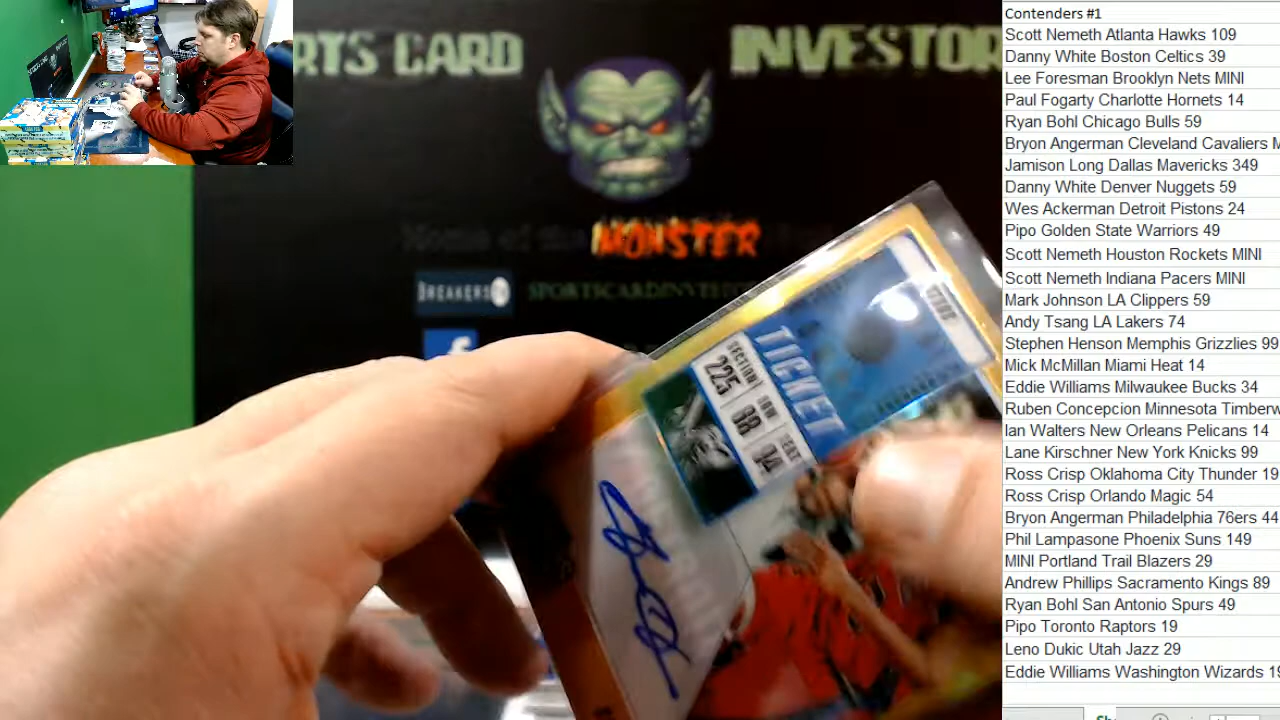 RTS CARD INVESTOR
MONSTER
BREAKERS
f
TICKET
SECTION ROW SEAT
225 88 34
Contenders #1
Scott Nemeth Atlanta Hawks 109
Danny White Boston Celtics 39
Lee Foresman Brooklyn Nets MINI
Paul Fogarty Charlotte Hornets 14
Ryan Bohl Chicago Bulls 59
Bryon Angerman Cleveland Cavaliers M
Jamison Long Dallas Mavericks 349
Danny White Denver Nuggets 59
Wes Ackerman Detroit Pistons 24
Pipo Golden State Warriors 49
Scott Nemeth Houston Rockets MINI
Scott Nemeth Indiana Pacers MINI
Mark Johnson LA Clippers 59
Andy Tsang LA Lakers 74
Stephen Henson Memphis Grizzlies 99
Mick McMillan Miami Heat 14
Eddie Williams Milwaukee Bucks 34
Ruben Concepcion Minnesota Timberw
Ian Walters New Orleans Pelicans 14
Lane Kirschner New York Knicks 99
Ross Crisp Oklahoma City Thunder 19
Ross Crisp Orlando Magic 54
Bryon Angerman Philadelphia 76ers 44
Phil Lampasone Phoenix Suns 149
MINI Portland Trail Blazers 29
Andrew Phillips Sacramento Kings 89
Ryan Bohl San Antonio Spurs 49
Pipo Toronto Raptors 19
Leno Dukic Utah Jazz 29
Eddie Williams Washington Wizards 19